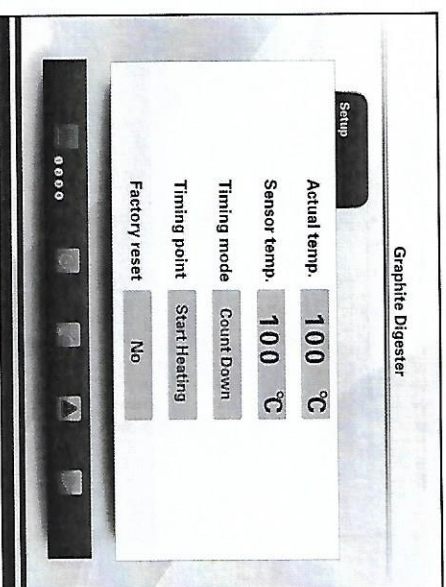 Graphite Digester
Setup
Actual temp. 100 °C
Sensor temp. 100 °C
Timing mode Count Down
Timing point Start Heating
Factory reset No
0000